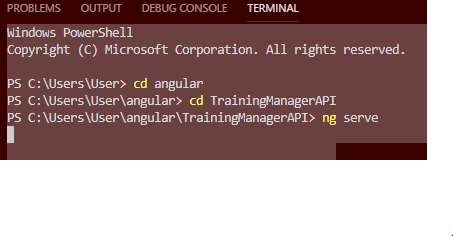 PROBLEMS OUTPUT DEBUG CONSOLE TERMINAL
Windows PowerShell
Copyright (C) Microsoft Corporation. All rights reserved.
PS C:\Users\User> cd angular
PS C:\Users\User\angular> cd TrainingManagerAPI
PS C:\Users\User\angular\TrainingManagerAPI> ng serve